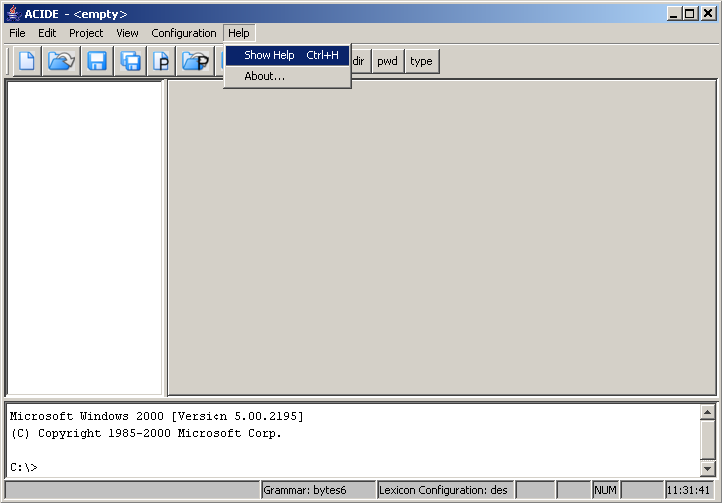 ACIDE - <empty>
File Edit Project View Configuration Help
Show Help Ctrl+H
About...
P P dir pwd type
Microsoft Windows 2000 [Versi¢n 5.00.2195]
(C) Copyright 1985-2000 Microsoft Corp.
C:\>
Grammar: bytes6 Lexicon Configuration: des NUM 11:31:41